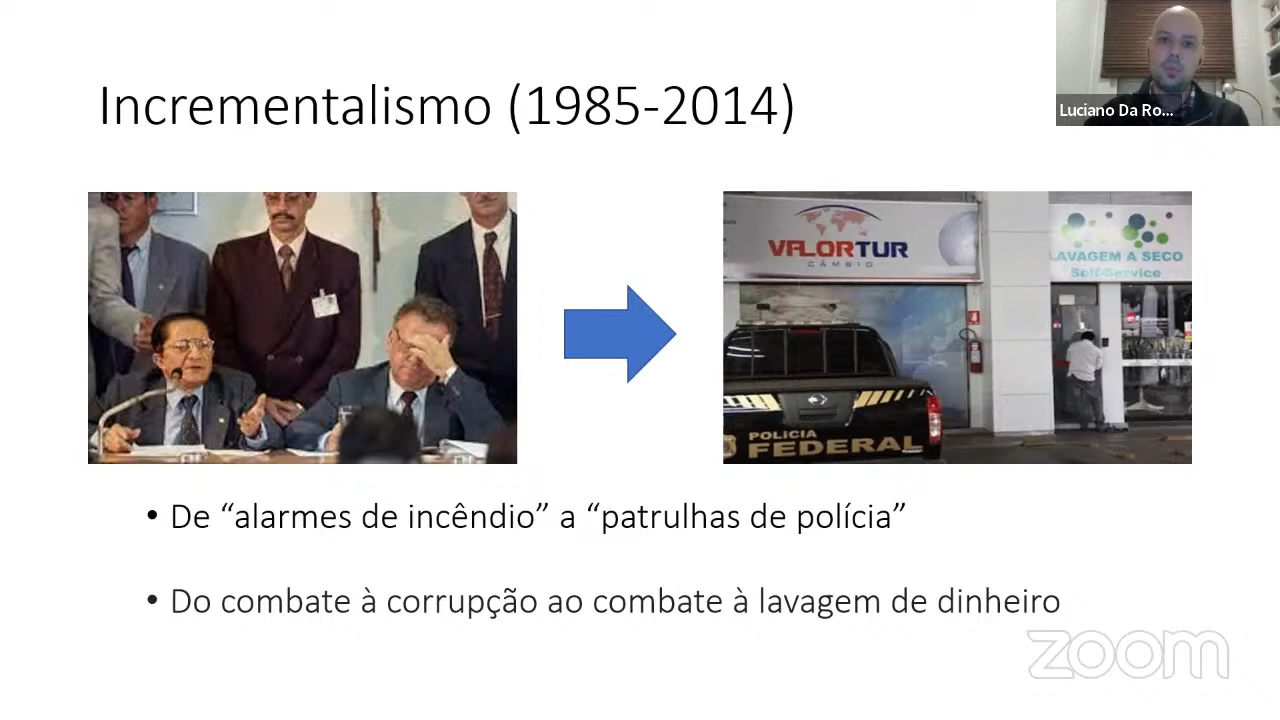 Incrementalismo (1985-2014)
Luciano Da Ro...
VALORTUR
CÂMBIO
LAVAGEM A SECO
Self-Service
POLÍCIA
FEDERAL
• De “alarmes de incêndio” a “patrulhas de polícia”
• Do combate à corrupção ao combate à lavagem de dinheiro
zoom